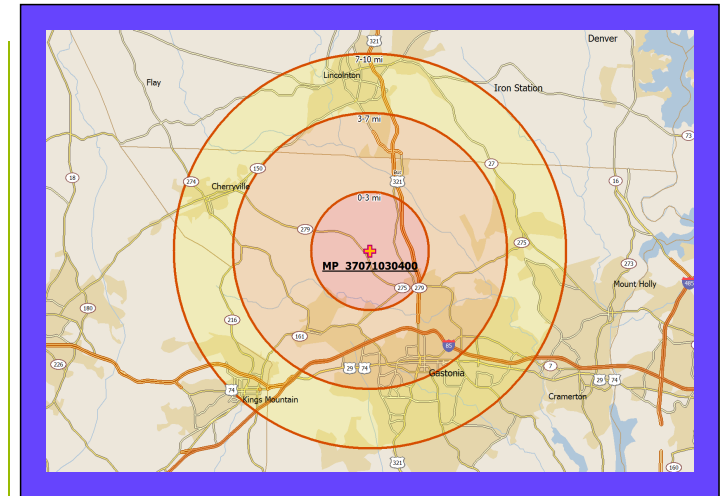 321
Denver
7-10 mi
Lincolnton
Flay
Iron Station
3-7 mi
73
27
150
18
274
321
16
Cherryville
0-3 mi
279
275
MP 37071030400
273
Mount Holly
275 279
485
180
216
161
85
226
29 74
7
Gastonia
29 74
74
Kings Mountain
Cramerton
321
160